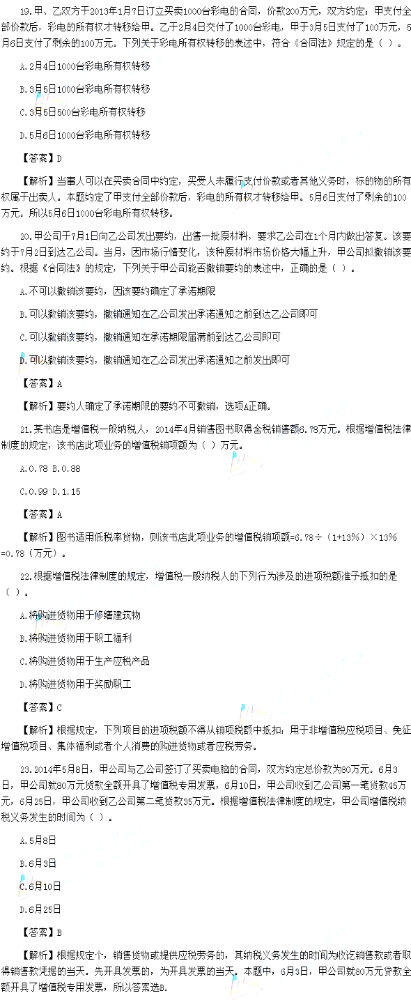 19.甲、乙双方于2013年1月7日订立买卖1000台彩电的合同，价款200万元，双方约定：甲支付全
部价款后，彩电的所有权才转移给甲。乙于2月4日交付了1000台彩电，甲于3月5日支付了100万元，5
月6日支付了剩余的100万元。下列关于彩电所有权转移的表述中，符合《合同法》规定的是（ ）。
A.2月4日1000台彩电所有权转移
B.3月5日1000台彩电所有权转移
C.3月5日500台彩电所有权转移
D.5月6日1000台彩电所有权转移
【答案】D
【解析】当事人可以在买卖合同中约定，买受人未履行支付价款或者其他义务时，标的物的所有
权属于出卖人。本题约定了甲支付全部价款后，彩电的所有权才转移给甲。5月6日支付了剩余的100
万元。所以5月6日1000台彩电所有权转移。
20.甲公司于7月1日向乙公司发出要约，出售一批原材料，要求乙公司在1个月内做出答复。该要
约于7月2日到达乙公司。当月，因市场行情变化，该种原材料市场价格大幅上升，甲公司拟撤销该要
约。根据《合同法》的规定，下列关于甲公司能否撤销要约的表述中，正确的是（ ）。
A.不可以撤销该要约，因该要约确定了承诺期限
B.可以撤销该要约，撤销通知在乙公司发出承诺通知之前到达乙公司即可
C.可以撤销该要约，撤销通知在承诺期限届满前到达乙公司即可
D.可以撤销该要约，撤销通知在乙公司发出承诺通知之前发出即可
【答案】A
【解析】要约人确定了承诺期限的要约不可撤销，选项A正确。
21.某书店是增值税一般纳税人，2014年4月销售图书取得含税销售额6.78万元。根据增值税法律
制度的规定，该书店此项业务的增值税销项额为（ ）万元。
A.0.78 B.0.88
C.0.99 D.1.15
【答案】A
【解析】图书适用低税率货物，则该书店此项业务的增值税销项额=6.78÷（1+13%）×13%
=0.78（万元）。
22.根据增值税法律制度的规定，增值税一般纳税人的下列行为涉及的进项税额准予抵扣的是
（ ）。
A.将购进货物用于修缮建筑物
B.将购进货物用于职工福利
C.将购进货物用于生产应税产品
D.将购进货物用于奖励职工
【答案】C
【解析】根据规定，下列项目的进项税额不得从销项税额中抵扣：用于非增值税应税项目、免征
增值税项目、集体福利或者个人消费的购进货物或者应税劳务。
23.2014年5月8日，甲公司与乙公司签订了买卖电脑的合同，双方约定总价款为80万元。6月3
日，甲公司就80万元货款全额开具了增值税专用发票，6月10日，甲公司收到乙公司第一笔货款45万
元，6月25日，甲公司收到乙公司第二笔货款35万元。根据增值税法律制度的规定，甲公司增值税纳
税义务发生的时间为（ ）。
A.5月8日
B.6月3日
C.6月10日
D.6月25日
【答案】B
【解析】根据规定个，销售货物或提供应税劳务的，其纳税义务发生的时间为收讫销售款或者取
得销售款凭据的当天。先开具发票的，为开具发票的当天。本题中，6月3日，甲公司就80万元贷款全
额开具了增值税专用发票，所以答案选B.